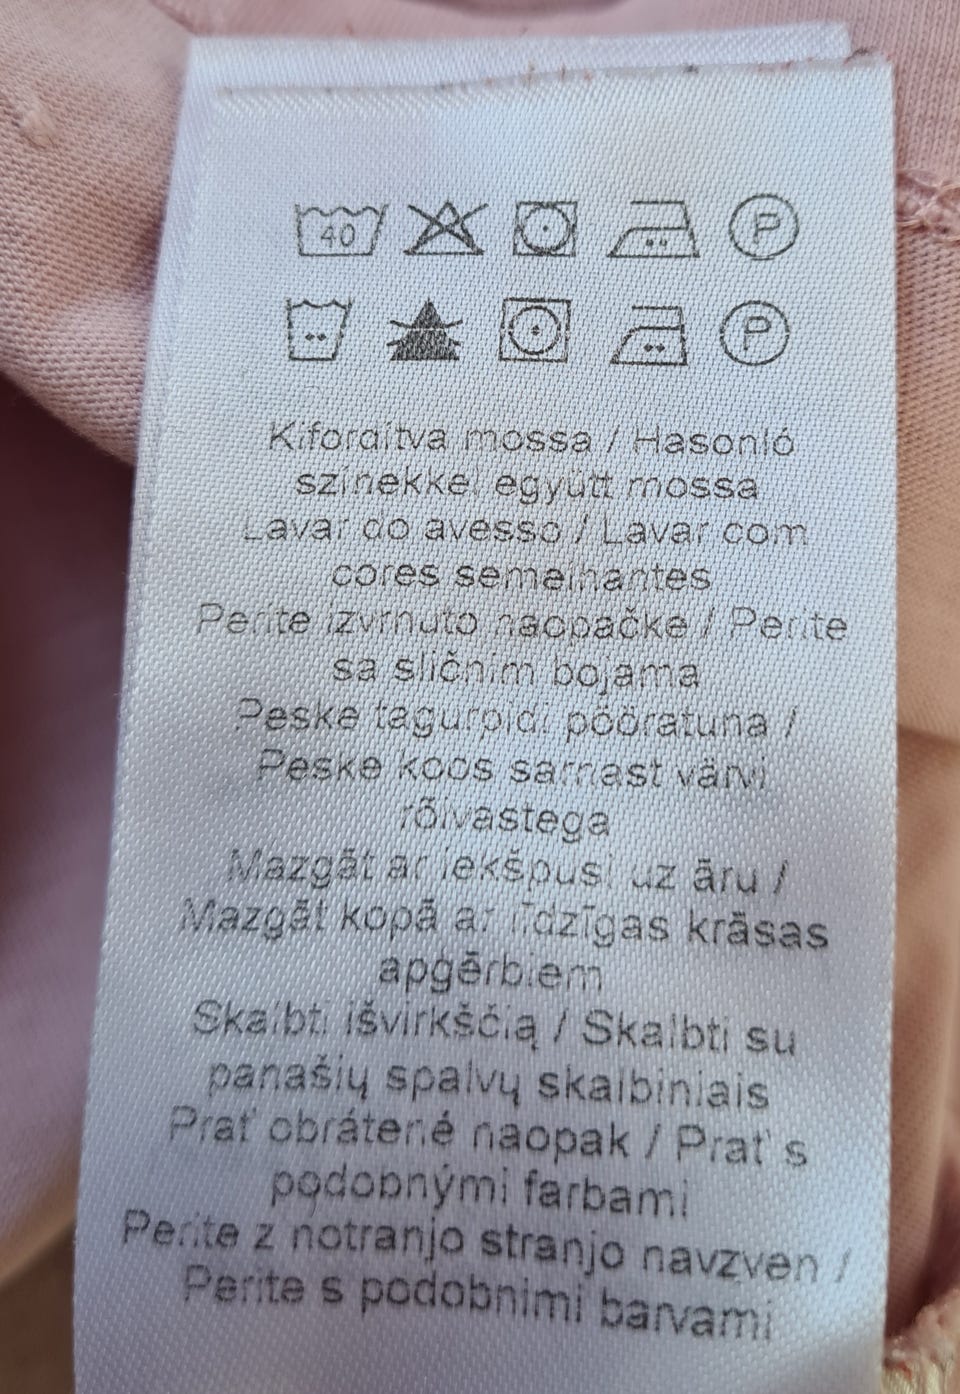 40 P
P
Kifordítva mossa / Hasonló
színekkel együtt mossa
Lavar do avesso / Lavar com
cores semelhantes
Perite izvrnuto naopačke / Perite
sa sličnim bojama
Peske tagurpidi pööratuna /
Peske koos sarnast värvi
rõivastega
Mazgāt ar iekšpusi uz āru /
Mazgāt kopā ar līdzīgas krāsas
apģērbiem
Skalbti išvirkščią / Skalbti su
panašių spalvų skalbiniais
Prať obrátené naopak / Prať s
podobnými farbami
Perite z notranjo stranjo navzven /
Perite s podobnimi barvami